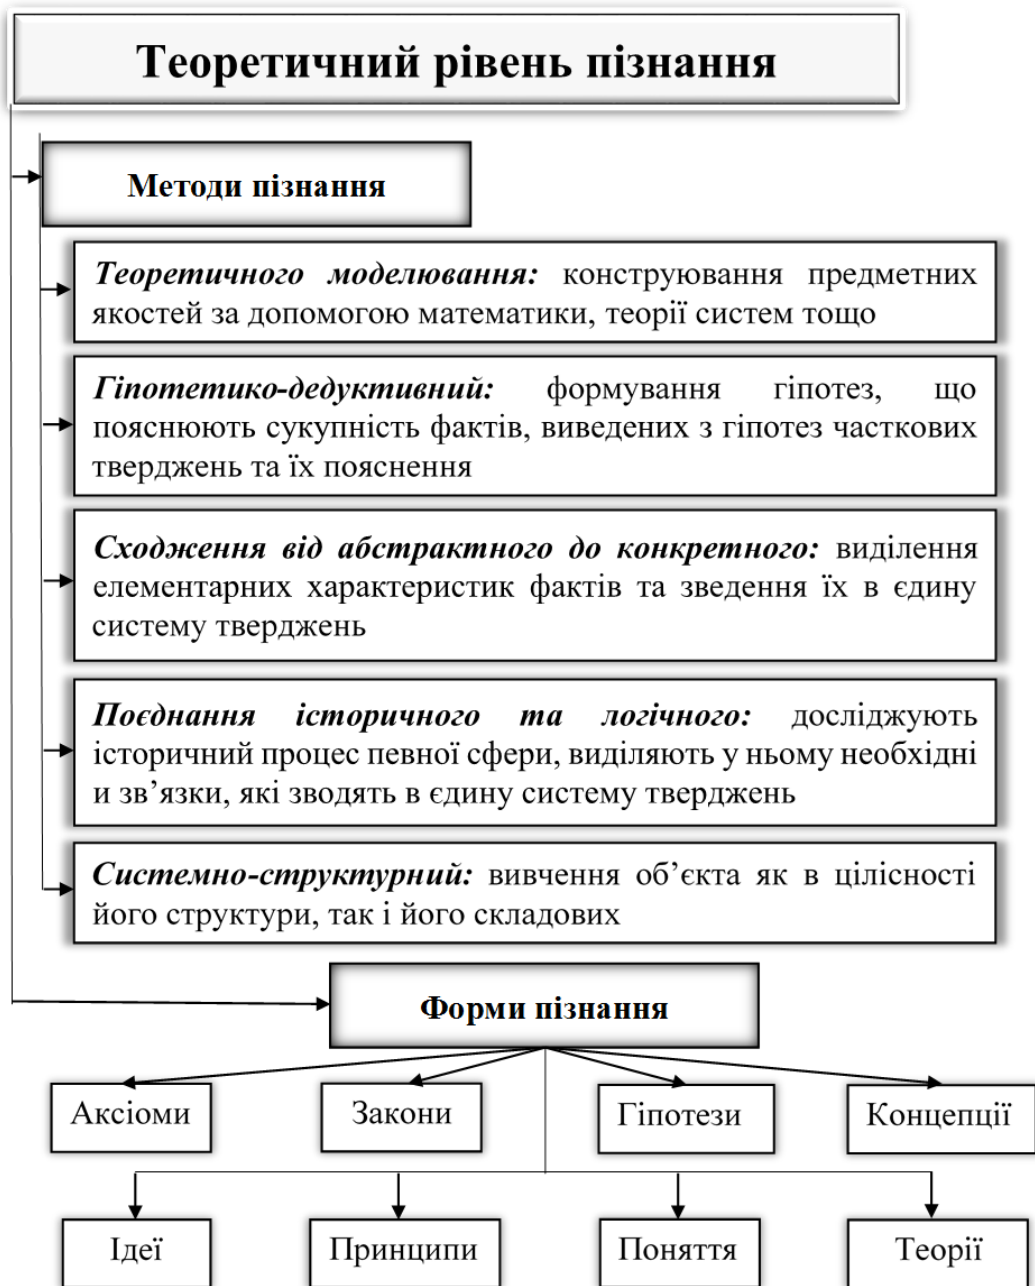 Теоретичний рівень пізнання
Методи пізнання
Теоретичного моделювання: конструювання предметних
якостей за допомогою математики, теорії систем тощо
Гіпотетико-дедуктивний: формування гіпотез, що
пояснюють сукупність фактів, виведених з гіпотез часткових
тверджень та їх пояснення
Сходження від абстрактного до конкретного: виділення
елементарних характеристик фактів та зведення їх в єдину
систему тверджень
Поєднання історичного та логічного: досліджують
історичний процес певної сфери, виділяють у ньому необхідні
и зв’язки, які зводять в єдину систему тверджень
Системно-структурний: вивчення об’єкта як в цілісності
його структури, так і його складових
Форми пізнання
Аксіоми
Закони
Гіпотези
Концепції
Ідеї
Принципи
Поняття
Теорії